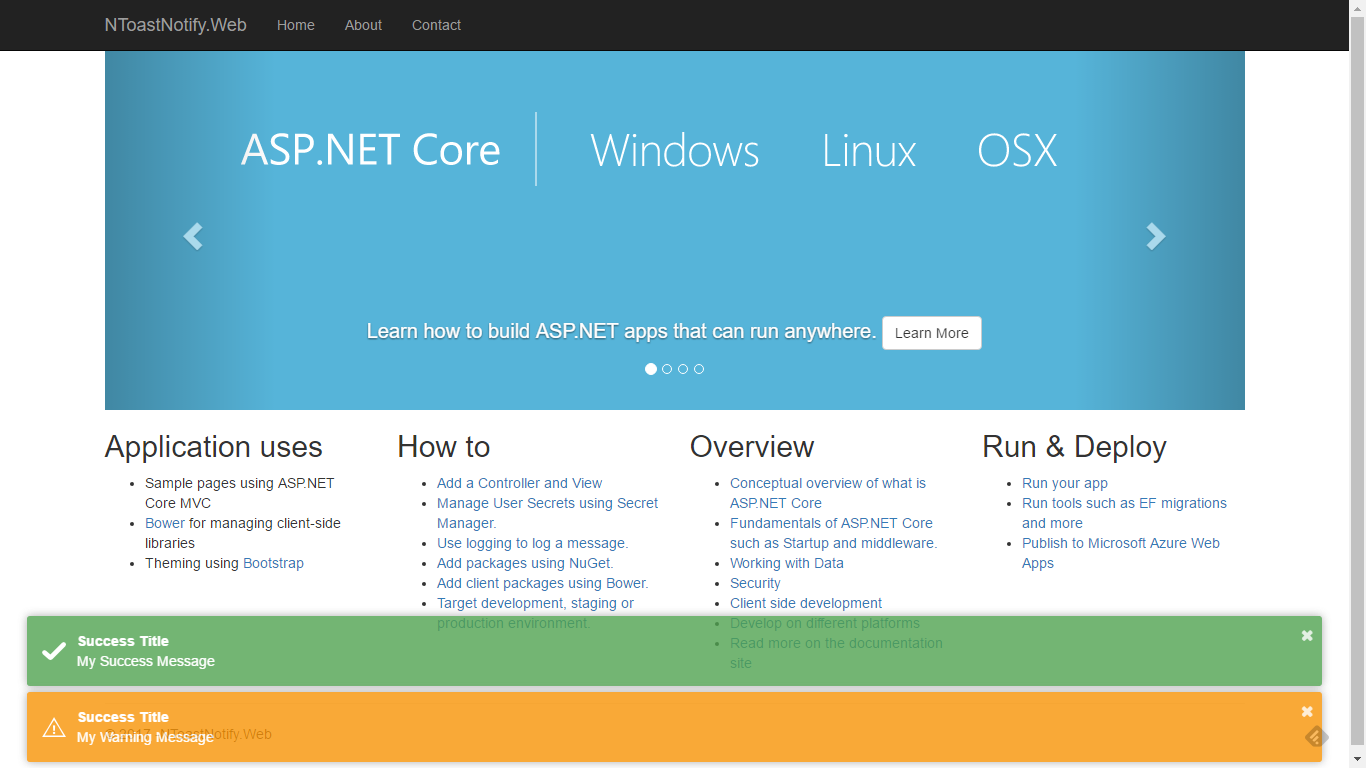 NToastNotify.Web Home About Contact
ASP.NET Core Windows Linux OSX
Learn how to build ASP.NET apps that can run anywhere. Learn More
Application uses
Sample pages using ASP.NET
Core MVC
Bower for managing client-side
libraries
Theming using Bootstrap
How to
Add a Controller and View
Manage User Secrets using Secret
Manager.
Use logging to log a message.
Add packages using NuGet.
Add client packages using Bower.
Target development, staging or
production environment.
Overview
Conceptual overview of what is
ASP.NET Core
Fundamentals of ASP.NET Core
such as Startup and middleware.
Working with Data
Security
Client side development
Develop on different platforms
Read more on the documentation
site
Run & Deploy
Run your app
Run tools such as EF migrations
and more
Publish to Microsoft Azure Web
Apps
Success Title
My Success Message
Success Title
My Warning Message
© 2017 - NToastNotify.Web